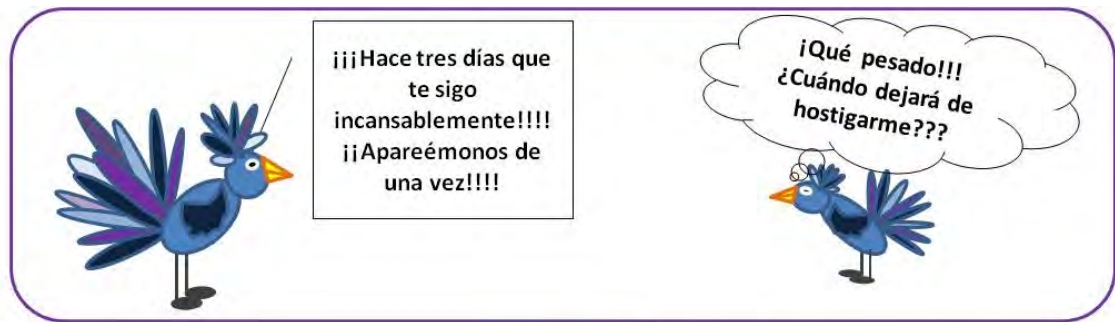 ¡¡¡Hace tres días que
te sigo
incansablemente!!!!
¡¡Apareémonos de
una vez!!!!
¡Qué pesado!!!
¿Cuándo dejará de
hostigarme???